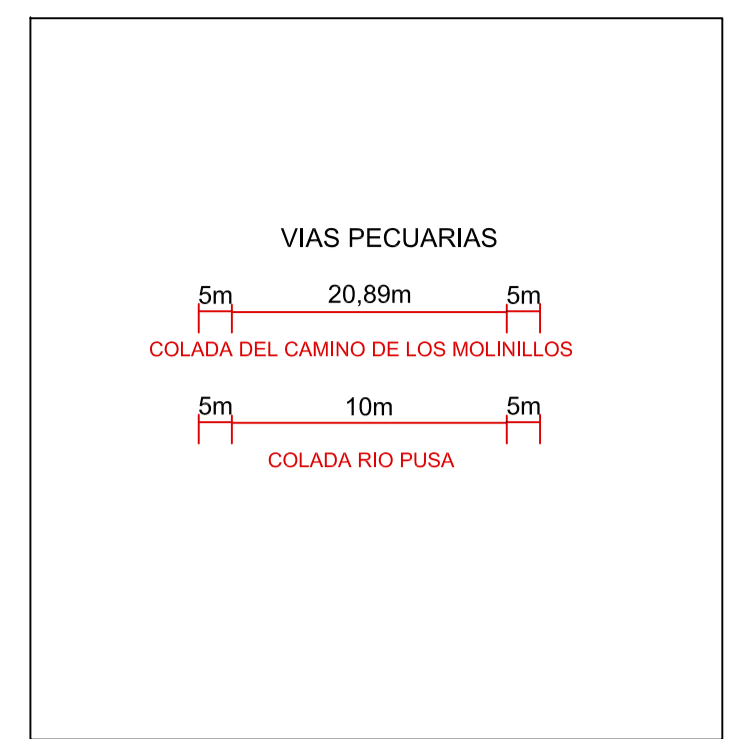 VIAS PECUARIAS
5m 20,89m 5m
COLADA DEL CAMINO DE LOS MOLINILLOS
5m 10m 5m
COLADA RIO PUSA